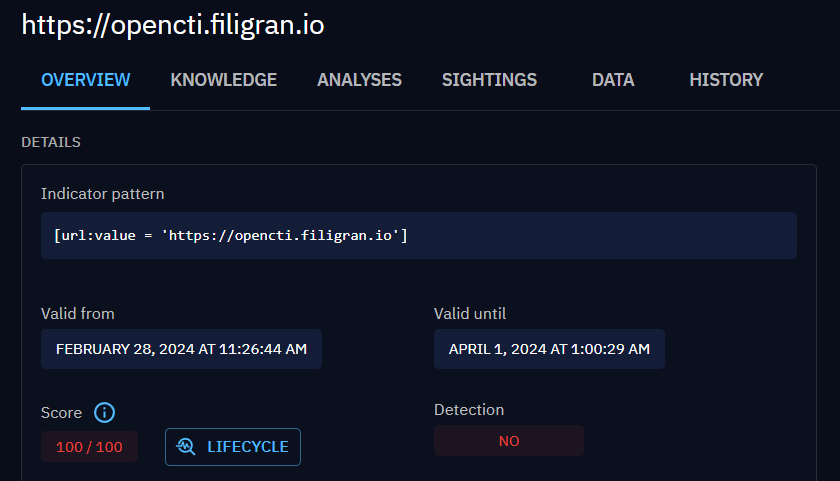 https://opencti.filigran.io
OVERVIEW KNOWLEDGE ANALYSES SIGHTINGS DATA HISTORY
DETAILS
Indicator pattern
[url:value = 'https://opencti.filigran.io']
Valid from Valid until
FEBRUARY 28, 2024 AT 11:26:44 AM APRIL 1, 2024 AT 1:00:29 AM
Score Detection
100 / 100 LIFECYCLE NO